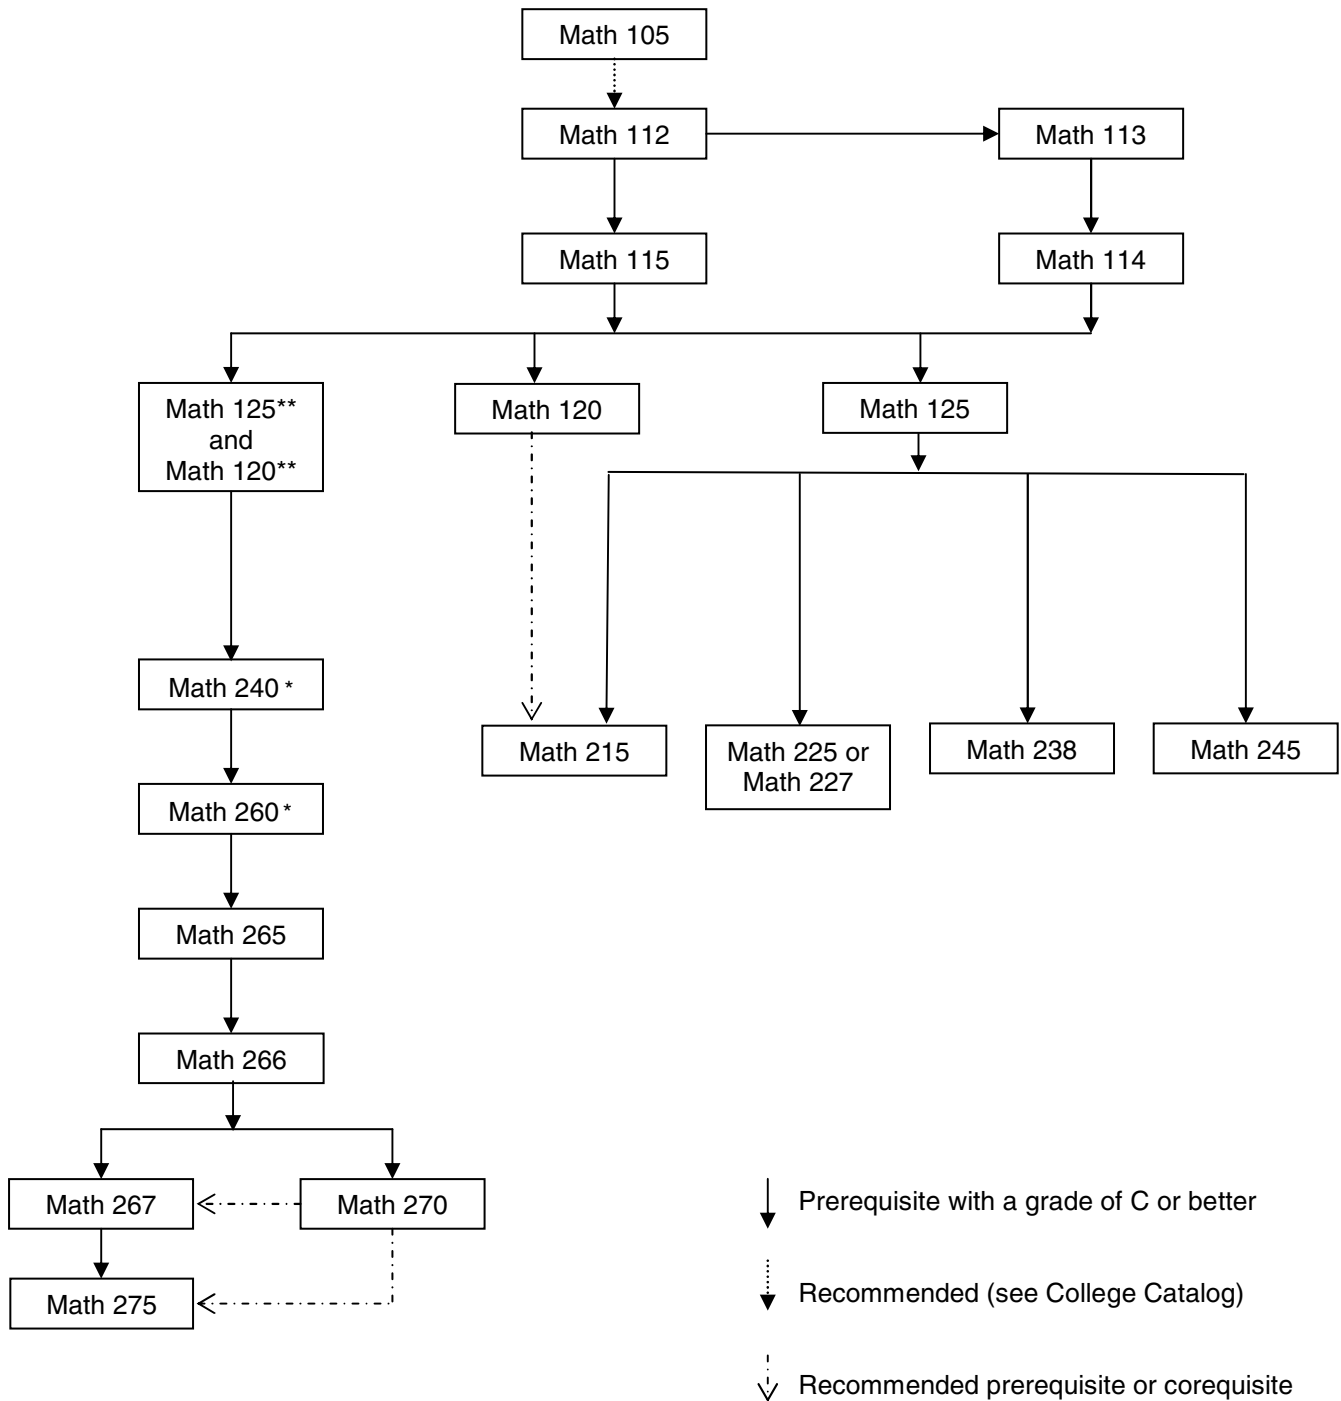 Math 105
Math 112
Math 113
Math 115
Math 114
Math 125**
and
Math 120**
Math 120
Math 125
Math 240 *
Math 215
Math 225 or
Math 227
Math 238
Math 245
Math 260 *
Math 265
Math 266
Math 267
Math 270
Math 275
Prerequisite with a grade of C or better
Recommended (see College Catalog)
Recommended prerequisite or corequisite